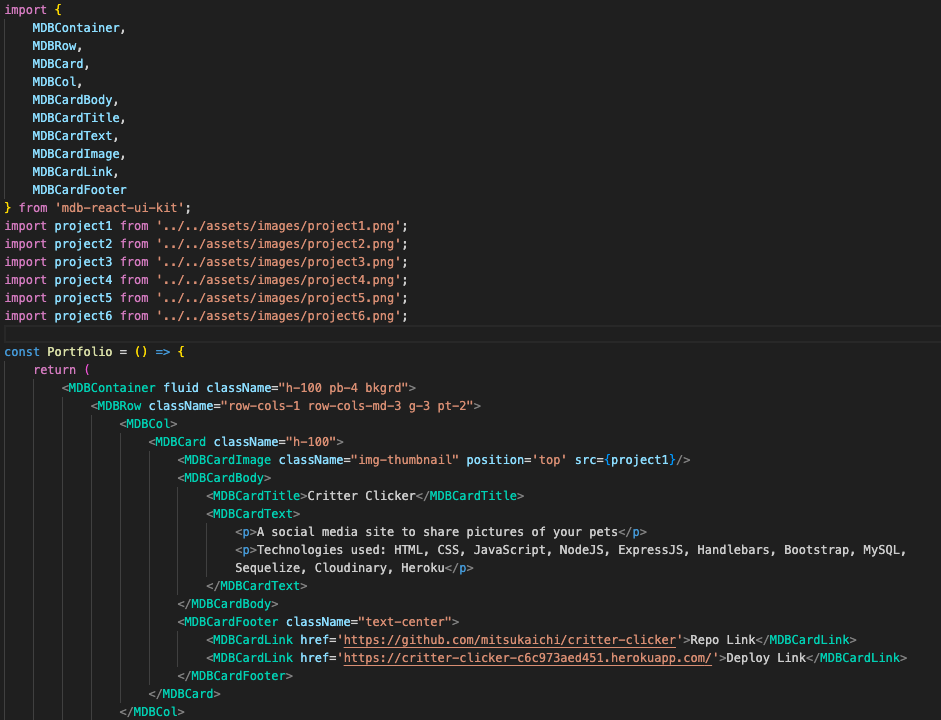 import {
    MDBContainer,
    MDBRow,
    MDBCard,
    MDBCol,
    MDBCardBody,
    MDBCardTitle,
    MDBCardText,
    MDBCardImage,
    MDBCardLink,
    MDBCardFooter
} from 'mdb-react-ui-kit';
import project1 from '../../assets/images/project1.png';
import project2 from '../../assets/images/project2.png';
import project3 from '../../assets/images/project3.png';
import project4 from '../../assets/images/project4.png';
import project5 from '../../assets/images/project5.png';
import project6 from '../../assets/images/project6.png';

const Portfolio = () => {
    return (
        <MDBContainer fluid className="h-100 pb-4 bkgrd">
            <MDBRow className="row-cols-1 row-cols-md-3 g-3 pt-2">
                <MDBCol>
                    <MDBCard className="h-100">
                        <MDBCardImage className="img-thumbnail" position='top' src={project1}/>
                        <MDBCardBody>
                            <MDBCardTitle>Critter Clicker</MDBCardTitle>
                            <MDBCardText>
                                <p>A social media site to share pictures of your pets</p>
                                <p>Technologies used: HTML, CSS, JavaScript, NodeJS, ExpressJS, Handlebars, Bootstrap, MySQL,
                                Sequelize, Cloudinary, Heroku</p>
                            </MDBCardText>
                        </MDBCardBody>
                        <MDBCardFooter className="text-center">
                            <MDBCardLink href='https://github.com/mitsukaichi/critter-clicker'>Repo Link</MDBCardLink>
                            <MDBCardLink href='https://critter-clicker-c6c973aed451.herokuapp.com/'>Deploy Link</MDBCardLink>
                        </MDBCardFooter>
                    </MDBCard>
                </MDBCol>